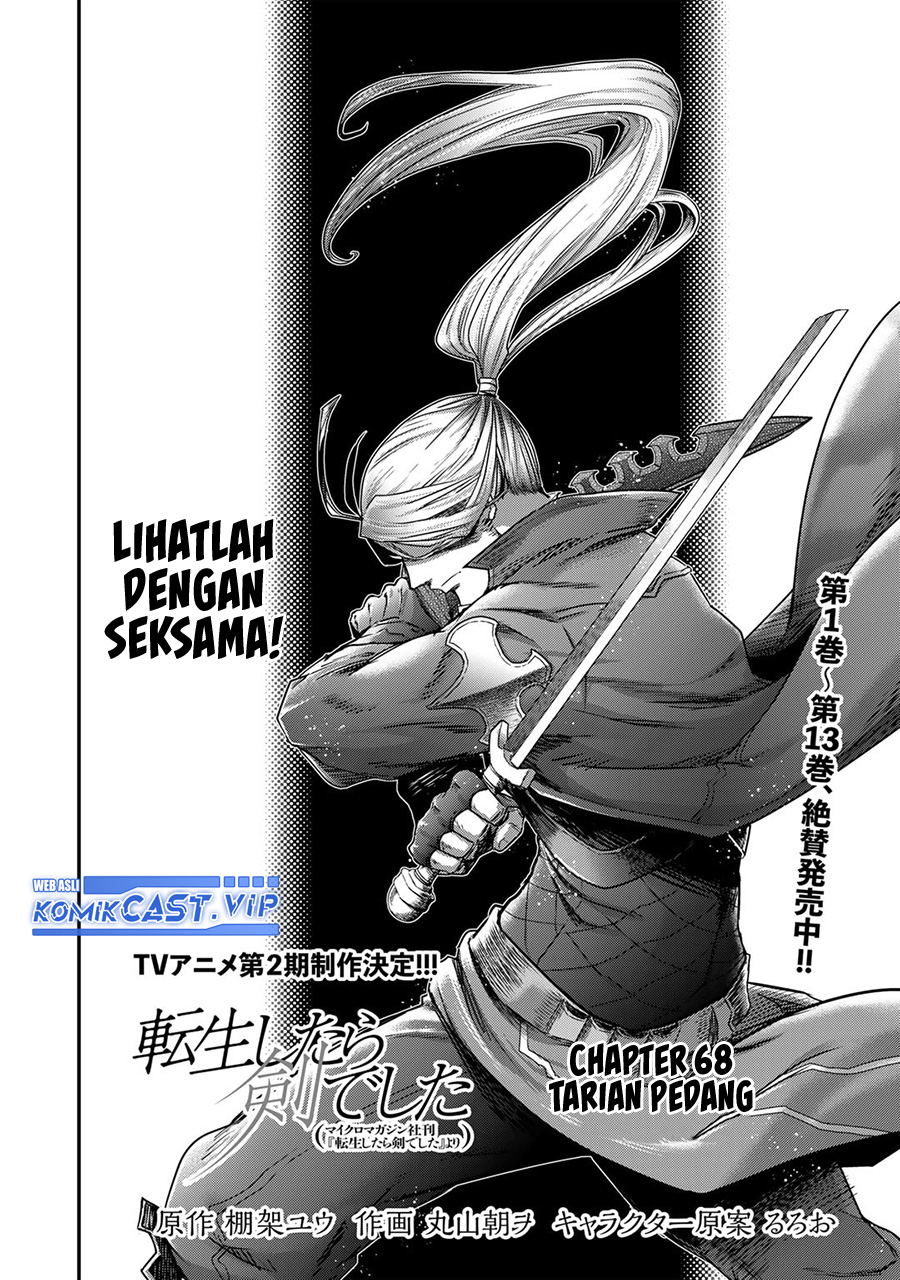 LIHATLAH
DENGAN
SEKSAMA!
第1巻～第13巻、絶賛発売中!!
WEB ASLI
KOMIKCAST.VIP
TVアニメ第2期制作決定!!!
転生したら
剣でした
(マイクロマガジン社刊
『転生したら剣でした』より)
CHAPTER 68
TARIAN PEDANG
原作 棚架ユウ 作画 丸山朝ヲ キャラクター原案 るろお